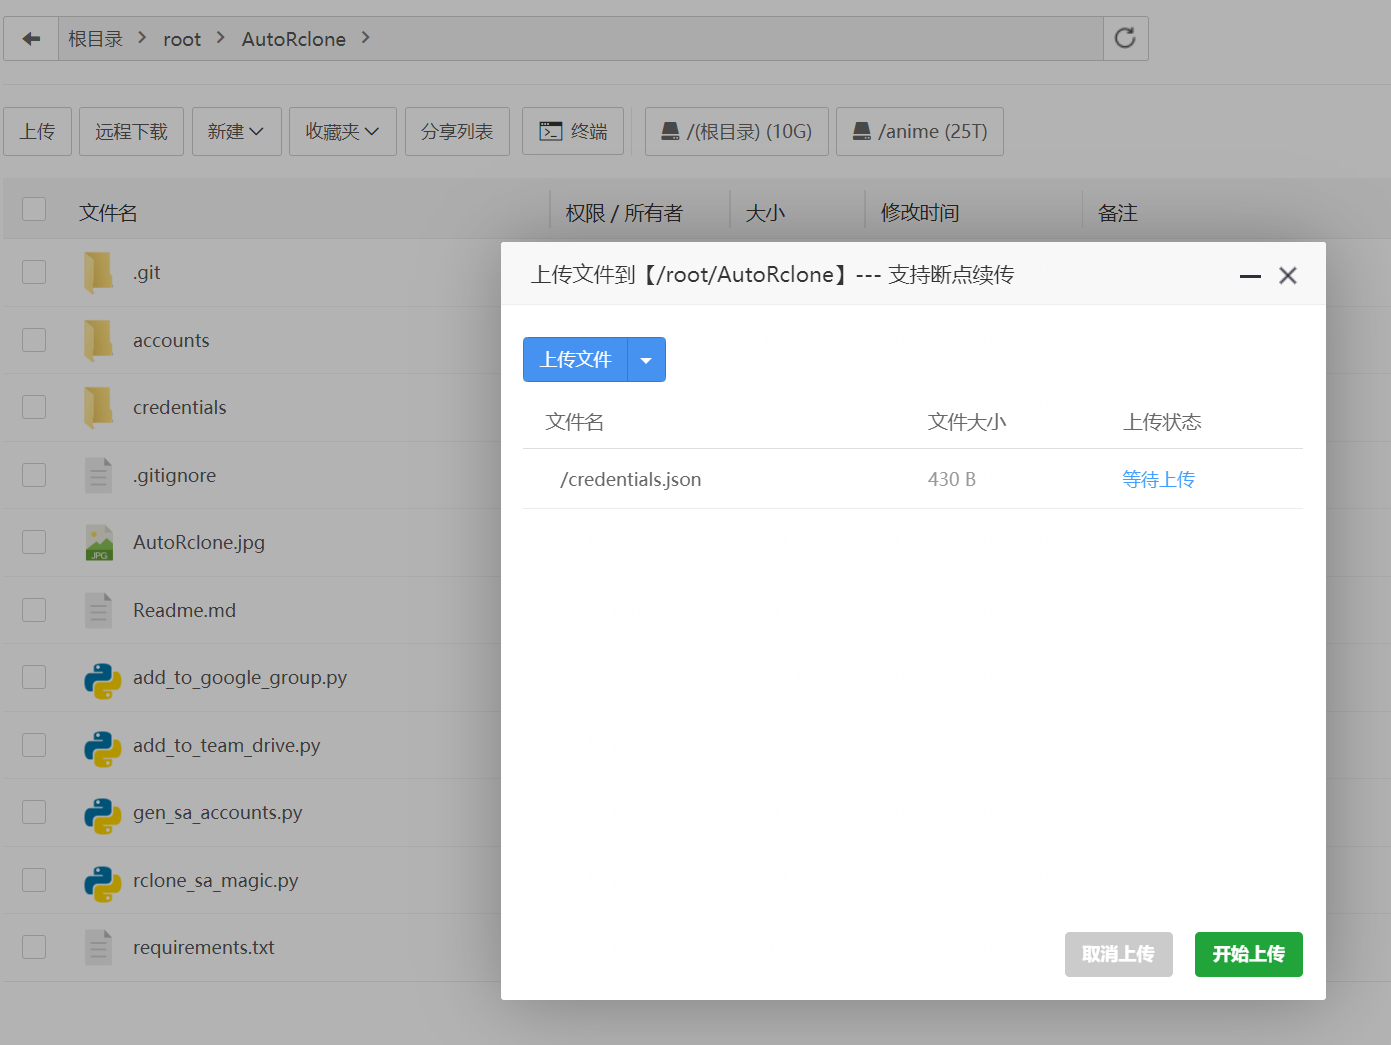 根目录 > root > AutoRclone >
上传 远程下载 新建 收藏夹 分享列表 终端 /(根目录) (10G) /anime (25T)
文件名 权限 / 所有者 大小 修改时间 备注
.git
accounts
credentials
.gitignore
JPG AutoRclone.jpg
Readme.md
add_to_google_group.py
add_to_team_drive.py
gen_sa_accounts.py
rclone_sa_magic.py
requirements.txt
上传文件到【/root/AutoRclone】--- 支持断点续传
上传文件
文件名 文件大小 上传状态
/credentials.json 430 B 等待上传
取消上传 开始上传